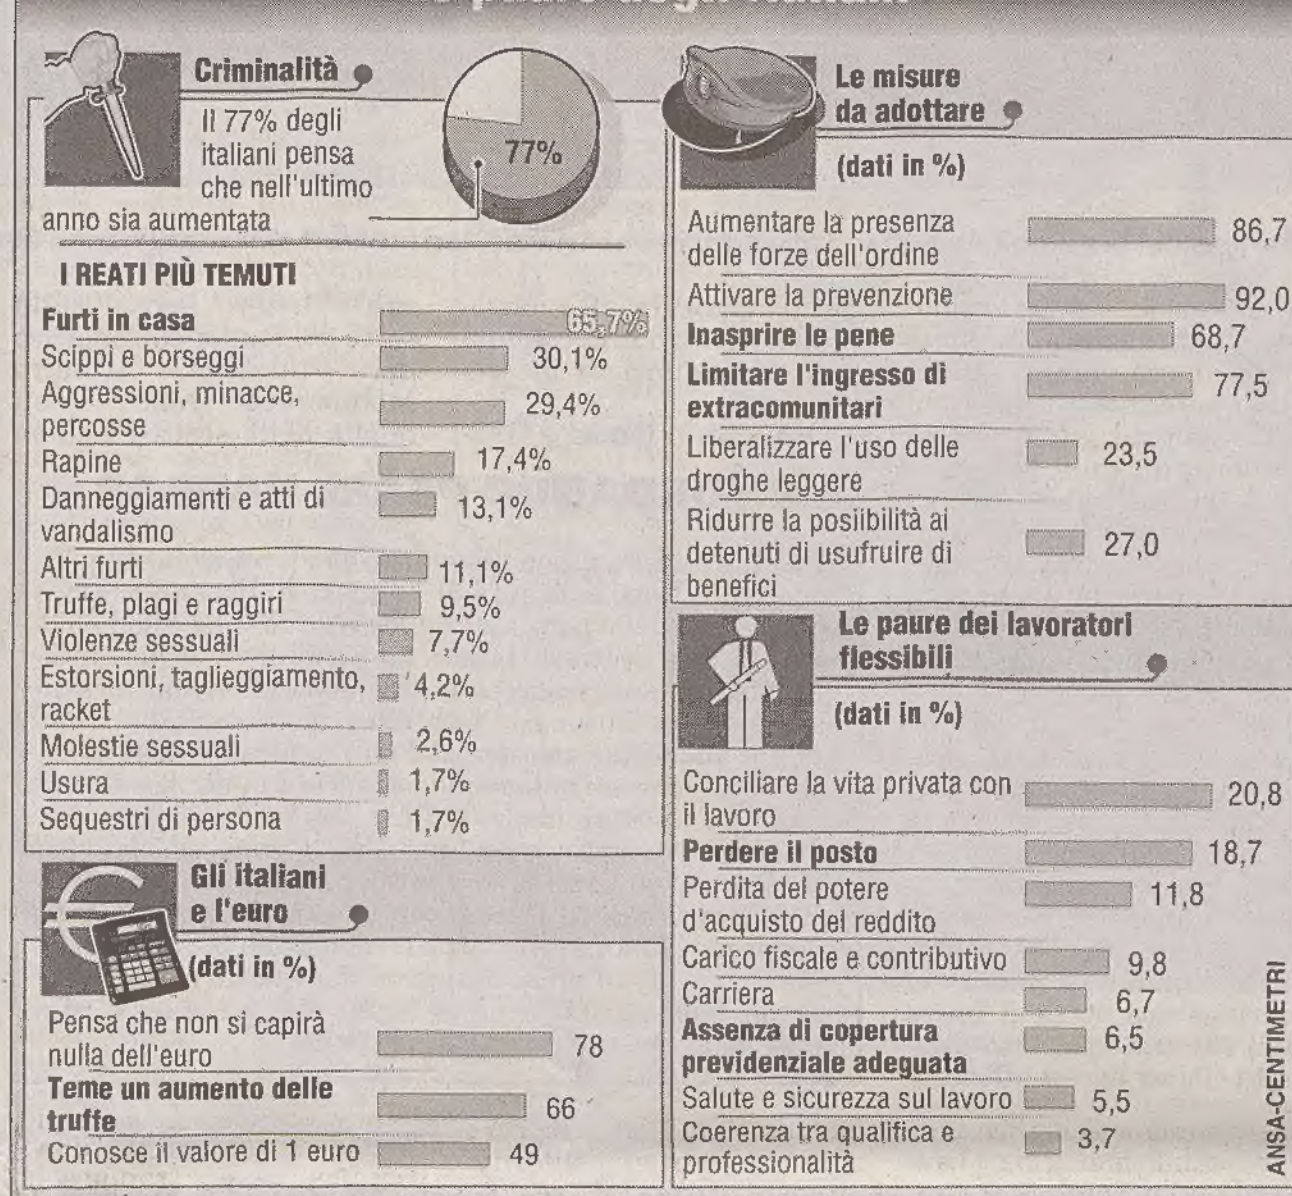 Criminalità
Il 77% degli
italiani pensa
che nell'ultimo
anno sia aumentata
77%
I REATI PIÙ TEMUTI
Furti in casa 65,7%
Scippi e borseggi 30,1%
Aggressioni, minacce,
percosse 29,4%
Rapine 17,4%
Danneggiamenti e atti di
vandalismo 13,1%
Altri furti 11,1%
Truffe, plagi e raggiri 9,5%
Violenze sessuali 7,7%
Estorsioni, taglieggiamento,
racket 4,2%
Molestie sessuali 2,6%
Usura 1,7%
Sequestri di persona 1,7%
Gli italiani
e l'euro
(dati in %)
Pensa che non si capirà
nulla dell'euro 78
Teme un aumento delle
truffe 66
Conosce il valore di 1 euro 49
Le misure
da adottare
(dati in %)
Aumentare la presenza
delle forze dell'ordine 86,7
Attivare la prevenzione 92,0
Inasprire le pene 68,7
Limitare l'ingresso di
extracomunitari 77,5
Liberalizzare l'uso delle
droghe leggere 23,5
Ridurre la posiibilità ai
detenuti di usufruire di
benefici 27,0
Le paure dei lavoratori
flessibili
(dati in %)
Conciliare la vita privata con
il lavoro 20,8
Perdere il posto 18,7
Perdita del potere
d'acquisto del reddito 11,8
Carico fiscale e contributivo 9,8
Carriera 6,7
Assenza di copertura
previdenziale adeguata 6,5
Salute e sicurezza sul lavoro 5,5
Coerenza tra qualifica e
professionalità 3,7
ANSA-CENTIMETRI